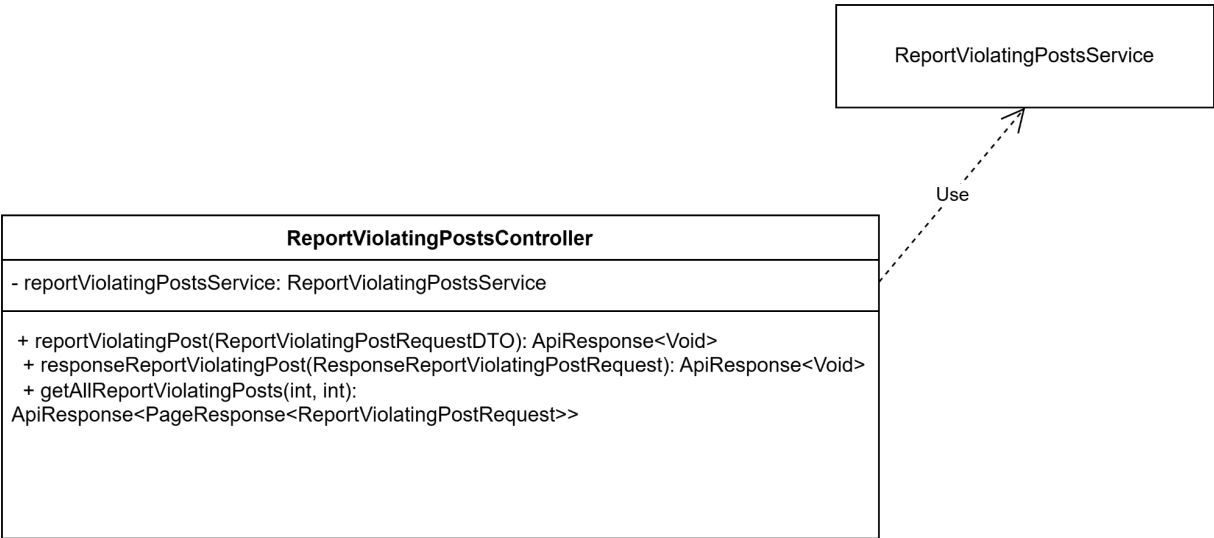 ReportViolatingPostsService
Use
ReportViolatingPostsController
- reportViolatingPostsService: ReportViolatingPostsService
+ reportViolatingPost(ReportViolatingPostRequestDTO): ApiResponse<Void>
+ responseReportViolatingPost(ResponseReportViolatingPostRequest): ApiResponse<Void>
+ getAllReportViolatingPosts(int, int):
ApiResponse<PageResponse<ReportViolatingPostRequest>>